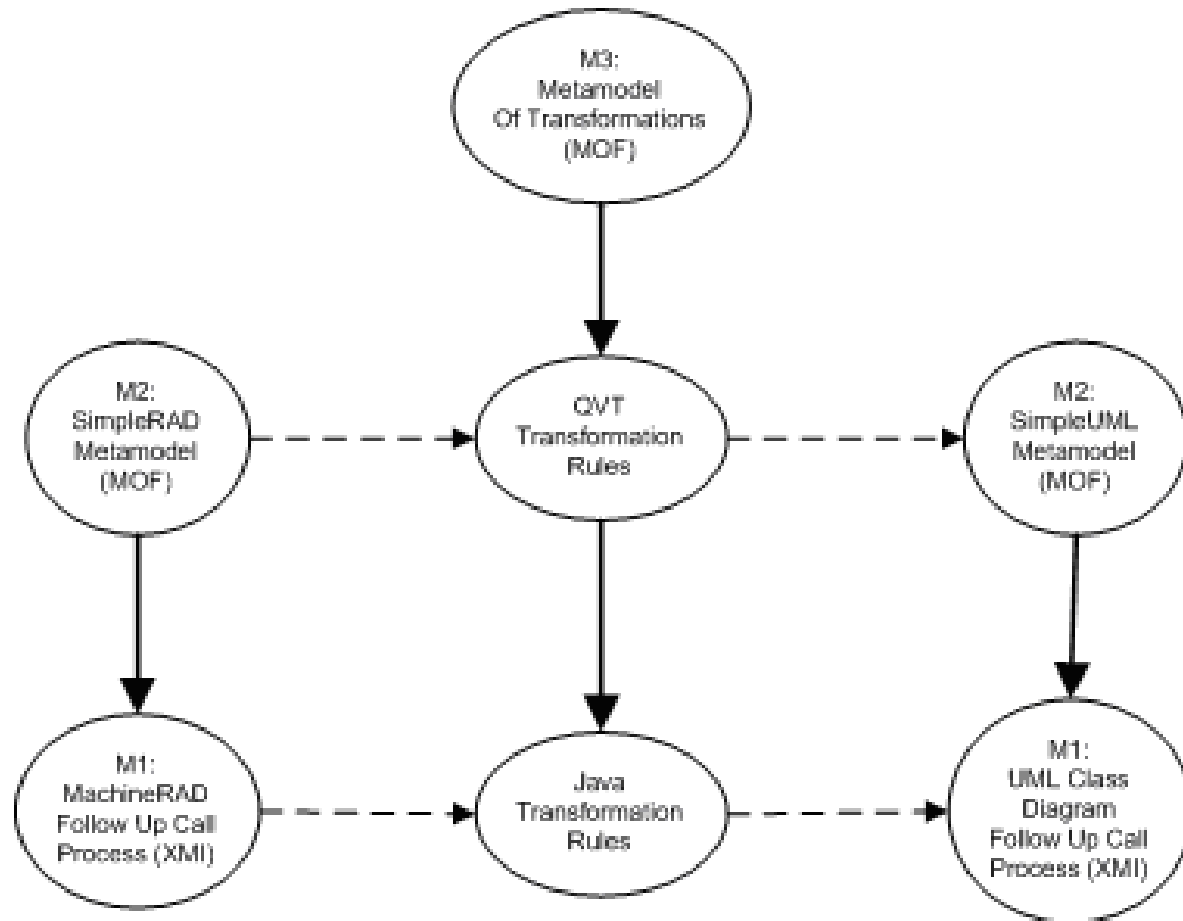 M3:
Metamodel
Of Transformations
(MOF)
M2:
SimpleRAD
Metamodel
(MOF)
QVT
Transformation
Rules
M2:
SimpleUML
Metamodel
(MOF)
M1:
MachineRAD
Follow Up Call
Process (XMI)
Java
Transformation
Rules
M1:
UML Class
Diagram
Follow Up Call
Process (XMI)